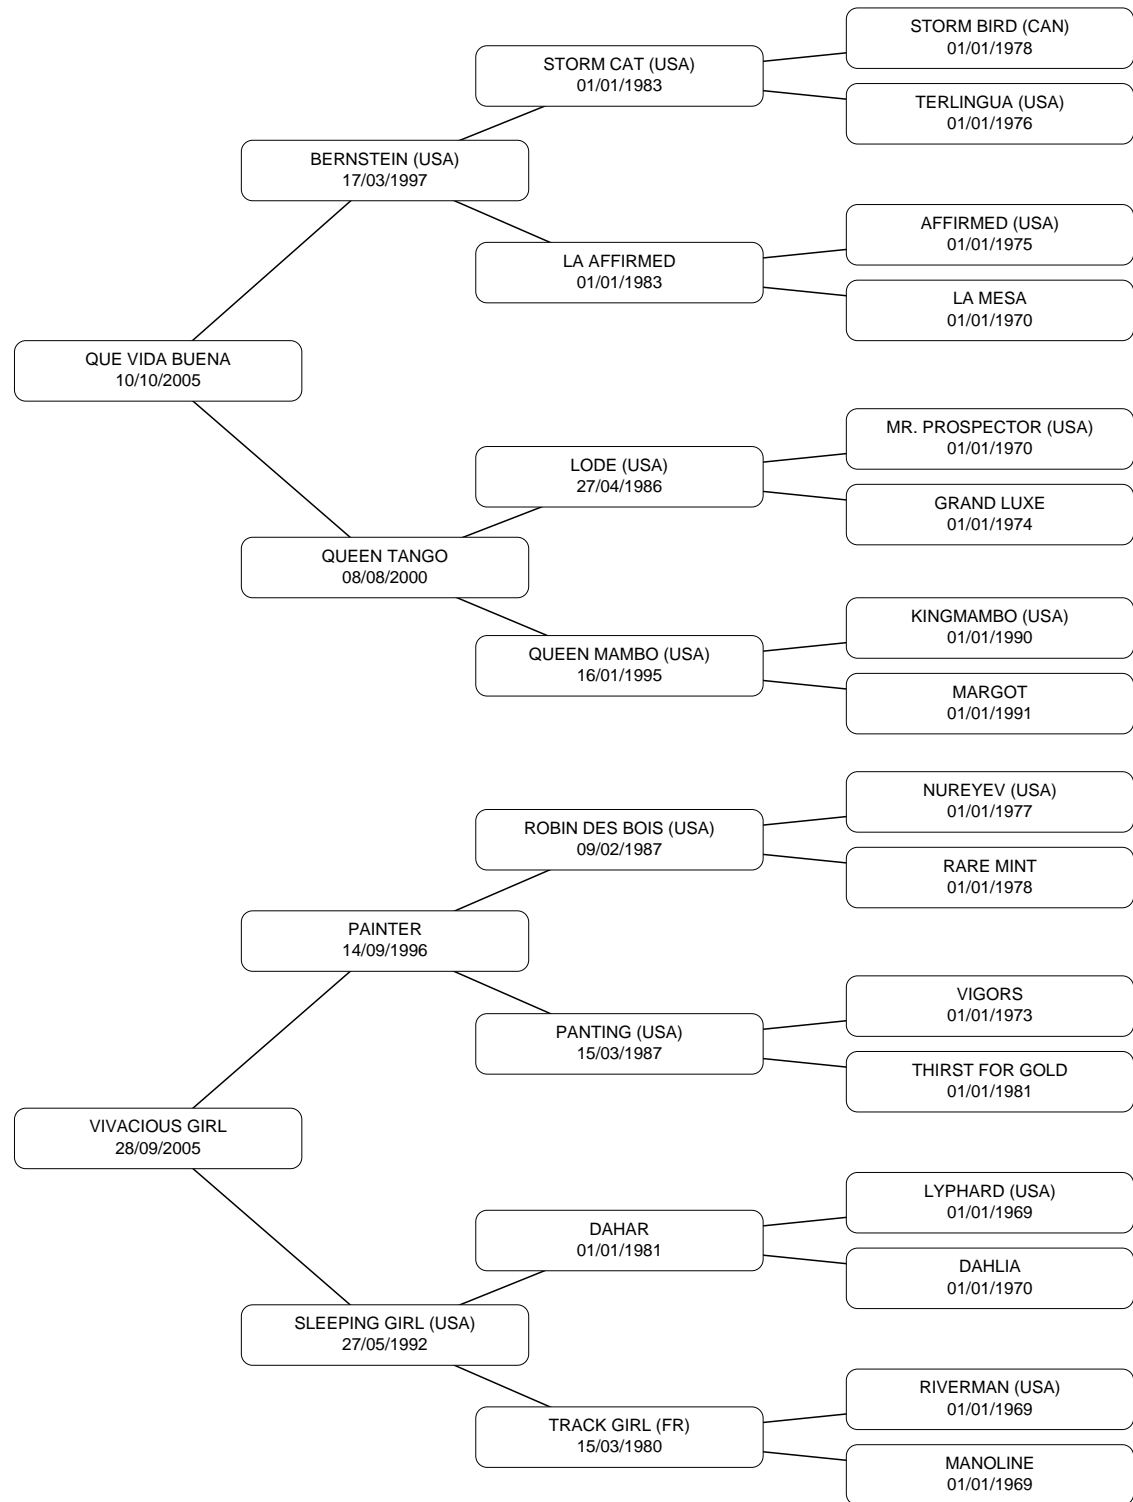 STORM BIRD (CAN)
01/01/1978
STORM CAT (USA)
01/01/1983
TERLINGUA (USA)
01/01/1976
BERNSTEIN (USA)
17/03/1997
AFFIRMED (USA)
01/01/1975
LA AFFIRMED
01/01/1983
LA MESA
01/01/1970
QUE VIDA BUENA
10/10/2005
MR. PROSPECTOR (USA)
01/01/1970
LODE (USA)
27/04/1986
GRAND LUXE
01/01/1974
QUEEN TANGO
08/08/2000
KINGMAMBO (USA)
01/01/1990
QUEEN MAMBO (USA)
16/01/1995
MARGOT
01/01/1991
NUREYEV (USA)
01/01/1977
ROBIN DES BOIS (USA)
09/02/1987
RARE MINT
01/01/1978
PAINTER
14/09/1996
VIGORS
01/01/1973
PANTING (USA)
15/03/1987
THIRST FOR GOLD
01/01/1981
VIVACIOUS GIRL
28/09/2005
LYPHARD (USA)
01/01/1969
DAHAR
01/01/1981
DAHLIA
01/01/1970
SLEEPING GIRL (USA)
27/05/1992
RIVERMAN (USA)
01/01/1969
TRACK GIRL (FR)
15/03/1980
MANOLINE
01/01/1969